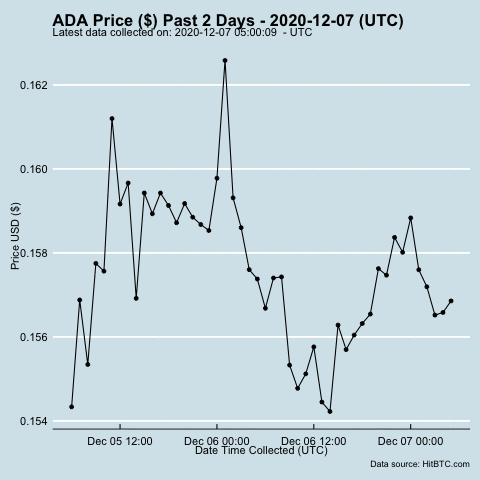 ADA Price ($) Past 2 Days - 2020-12-07 (UTC)
Latest data collected on: 2020-12-07 05:00:09  - UTC
0.162
0.160
0.158
0.156
0.154
Price USD ($)
Dec 05 12:00 Dec 06 00:00 Dec 06 12:00 Dec 07 00:00
Date Time Collected (UTC)
Data source: HitBTC.com